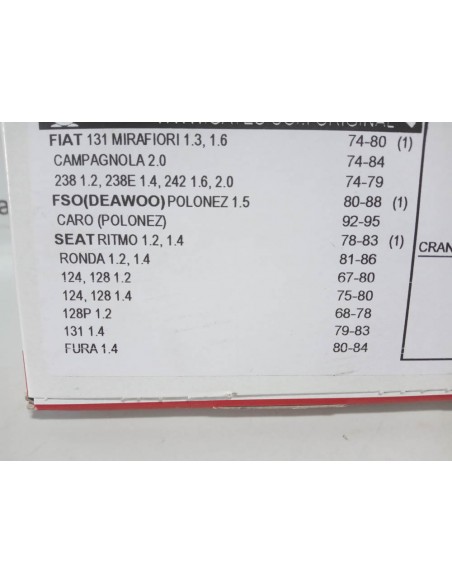 FIAT 131 MIRAFIORI 1.3, 1.6 74-80 (1)
CAMPAGNOLA 2.0 74-84
238 1.2, 238E 1.4, 242 1.6, 2.0 74-79
FSO(DEAWOO) POLONEZ 1.5 80-88 (1)
CARO (POLONEZ) 92-95
SEAT RITMO 1.2, 1.4 78-83 (1)
CRAN
RONDA 1.2, 1.4 81-86
124, 128 1.2 67-80
124, 128 1.4 75-80
128P 1.2 68-78
131 1.4 79-83
FURA 1.4 80-84